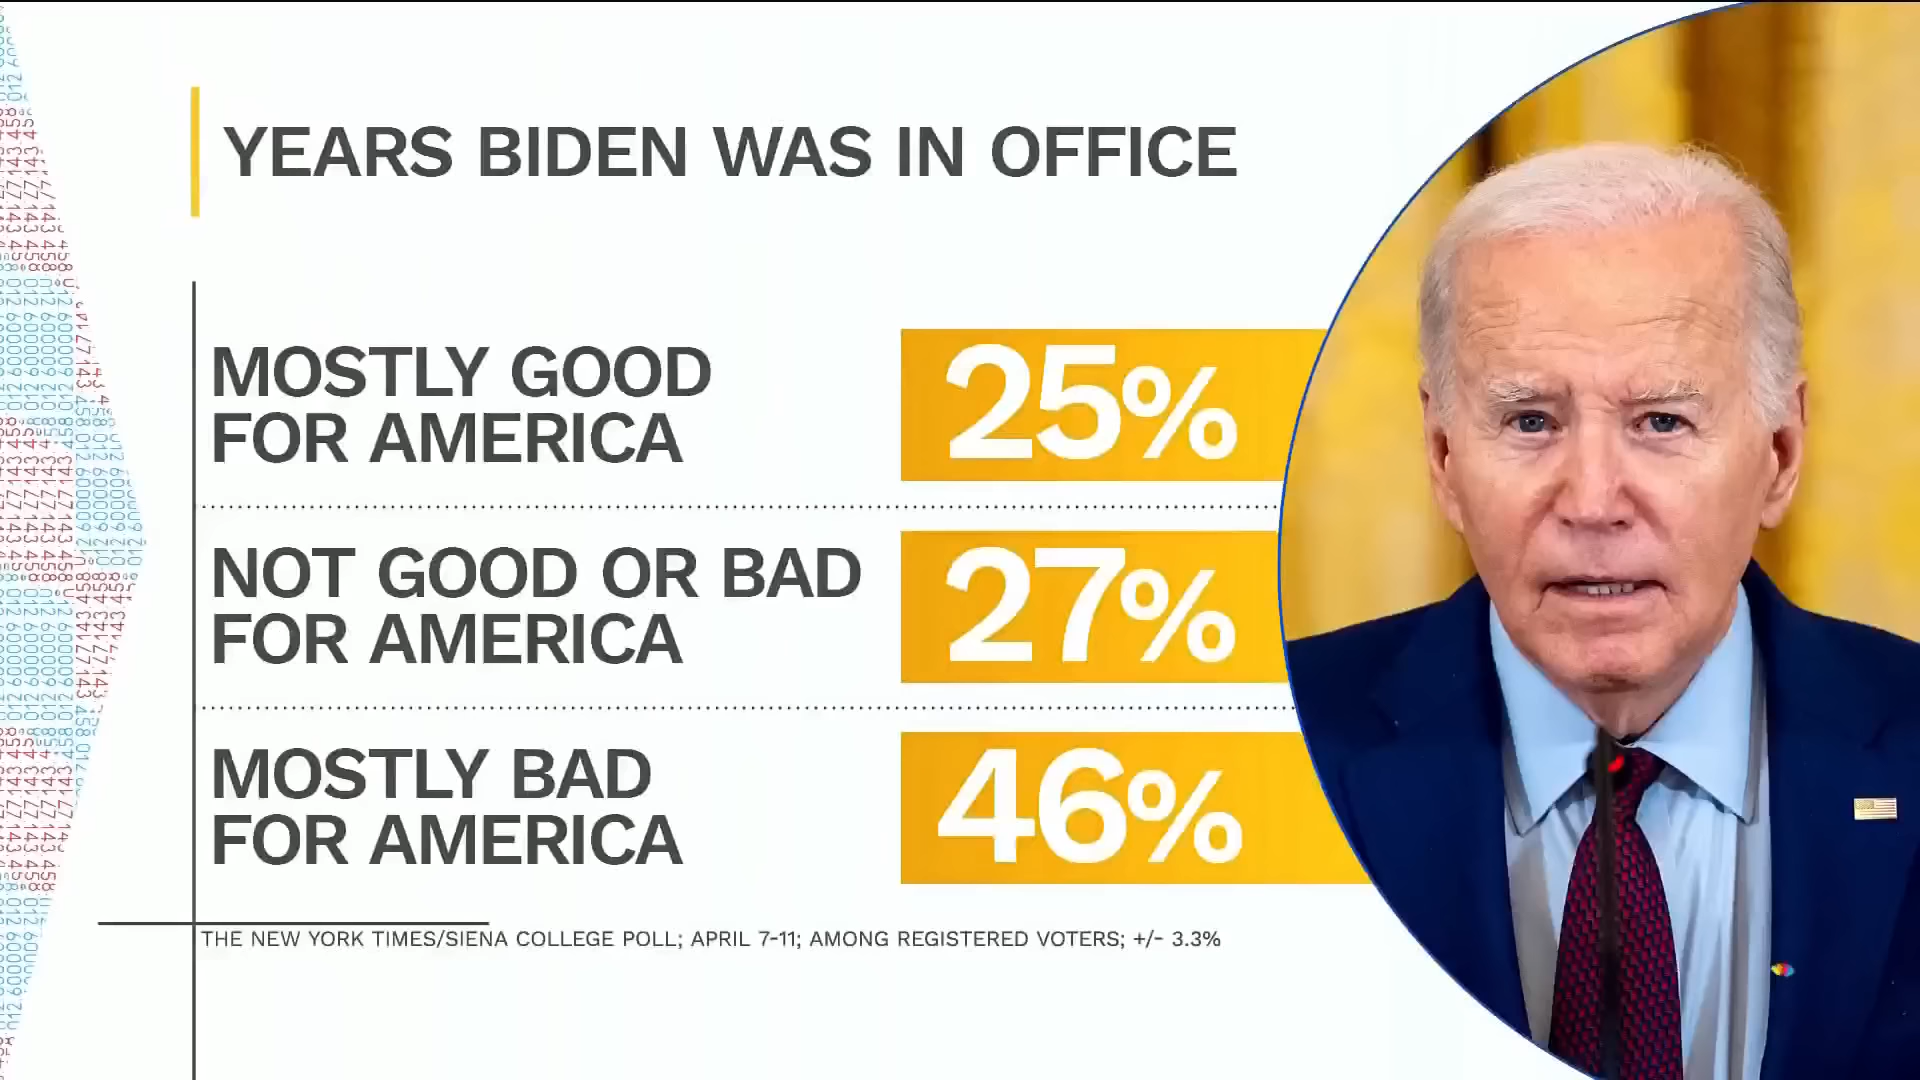 YEARS BIDEN WAS IN OFFICE
MOSTLY GOOD
FOR AMERICA
25%
NOT GOOD OR BAD
FOR AMERICA
27%
MOSTLY BAD
FOR AMERICA
46%
THE NEW YORK TIMES/SIENA COLLEGE POLL; APRIL 7-11; AMONG REGISTERED VOTERS; +/- 3.3%